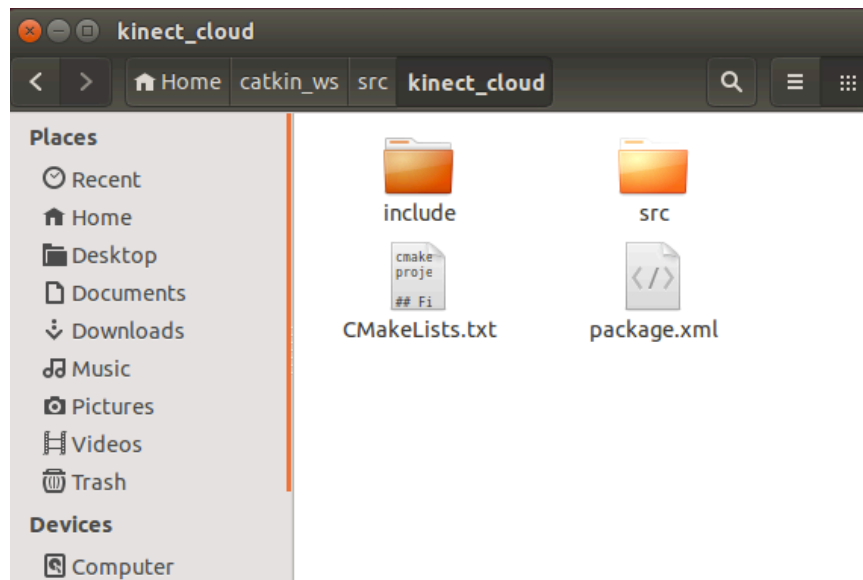 kinect_cloud
Home catkin_ws src kinect_cloud
Places
Recent
Home
Desktop
Documents
Downloads
Music
Pictures
Videos
Trash
Devices
Computer
include src
cmake
proje
## Fi
CMakeLists.txt package.xml